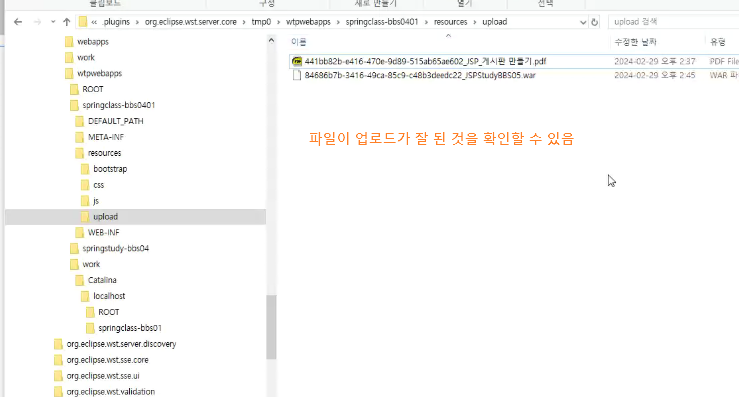 클립보드 구성 새로 만들기 열기 선택
« .plugins > org.eclipse.wst.server.core > tmp0 > wtpwebapps > springclass-bbs0401 > resources > upload
upload 검색
이름 수정한 날짜 유형
441bb82b-e416-470e-9d89-515ab65ae602_JSP_게시판 만들기.pdf 2024-02-29 오후 2:37 PDF File
84686b7b-3416-49ca-85c9-c48b3deedc22_JSPStudyBBS05.war 2024-02-29 오후 2:45 WAR 파
파일이 업로드가 잘 된 것을 확인할 수 있음
webapps
work
wtpwebapps
ROOT
springclass-bbs0401
DEFAULT_PATH
META-INF
resources
bootstrap
css
js
upload
WEB-INF
springstudy-bbs04
work
Catalina
localhost
ROOT
springclass-bbs01
org.eclipse.wst.server.discovery
org.eclipse.wst.sse.core
org.eclipse.wst.sse.ui
org.eclipse.wst.validation